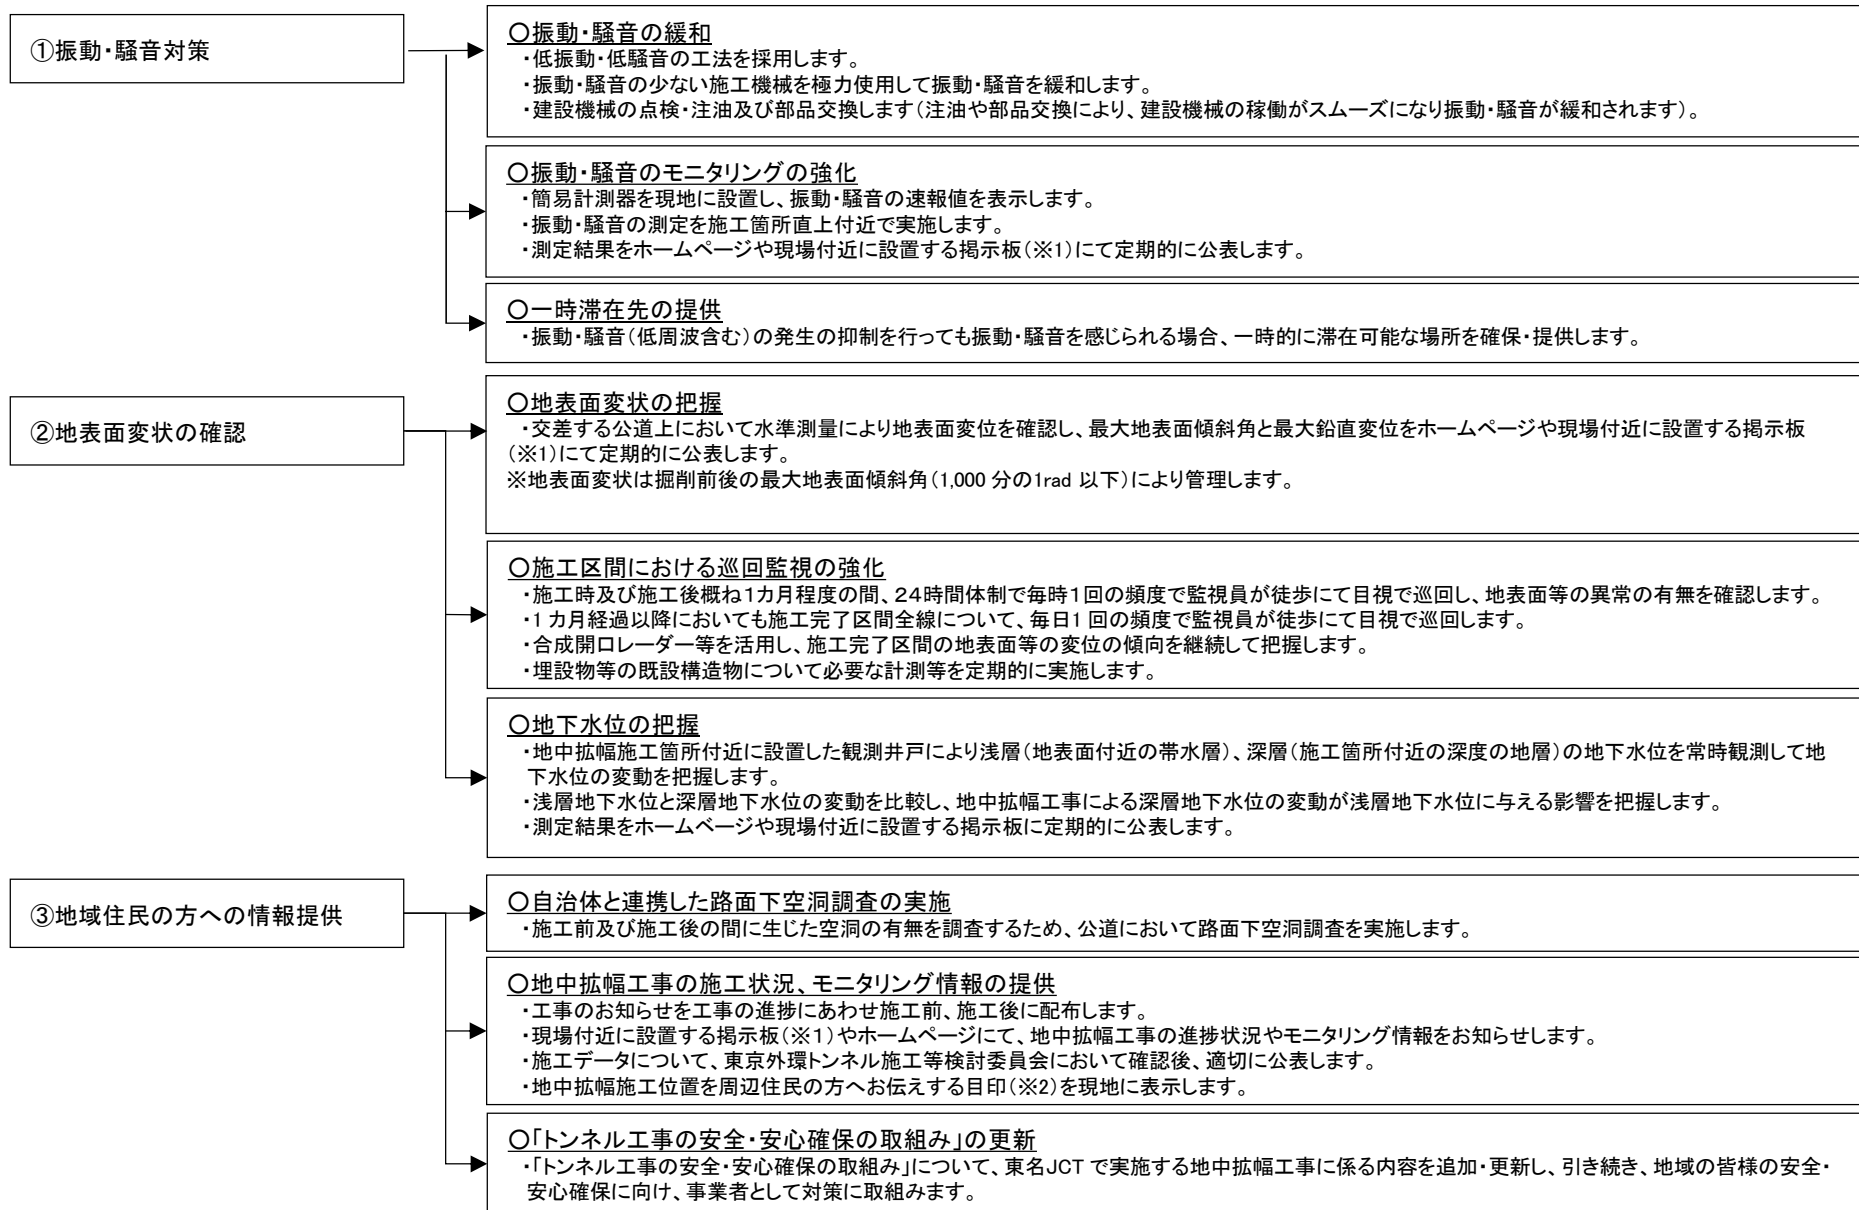 ①振動・騒音対策
〇振動・騒音の緩和
・低振動・低騒音の工法を採用します。
・振動・騒音の少ない施工機械を極力使用して振動・騒音を緩和します。
・建設機械の点検・注油及び部品交換します（注油や部品交換により、建設機械の稼働がスムーズになり振動・騒音が緩和されます）。
〇振動・騒音のモニタリングの強化
・簡易計測器を現地に設置し、振動・騒音の速報値を表示します。
・振動・騒音の測定を施工箇所直上付近で実施します。
・測定結果をホームページや現場付近に設置する掲示板（※1）にて定期的に公表します。
〇一時滞在先の提供
・振動・騒音（低周波含む）の発生の抑制を行っても振動・騒音を感じられる場合、一時的に滞在可能な場所を確保・提供します。
②地表面変状の確認
〇地表面変状の把握
・交差する公道上において水準測量により地表面変位を確認し、最大地表面傾斜角と最大鉛直変位をホームページや現場付近に設置する掲示板
（※1）にて定期的に公表します。
※地表面変状は掘削前後の最大地表面傾斜角（1,000 分の1rad 以下）により管理します。
〇施工区間における巡回監視の強化
・施工時及び施工後概ね1カ月程度の間、２４時間体制で毎時1回の頻度で監視員が徒歩にて目視で巡回し、地表面等の異常の有無を確認します。
・1 カ月経過以降においても施工完了区間全線について、毎日1 回の頻度で監視員が徒歩にて目視で巡回します。
・合成開口レーダー等を活用し、施工完了区間の地表面等の変位の傾向を継続して把握します。
・埋設物等の既設構造物について必要な計測等を定期的に実施します。
〇地下水位の把握
・地中拡幅施工箇所付近に設置した観測井戸により浅層（地表面付近の帯水層）、深層（施工箇所付近の深度の地層）の地下水位を常時観測して地
下水位の変動を把握します。
・浅層地下水位と深層地下水位の変動を比較し、地中拡幅工事による深層地下水位の変動が浅層地下水位に与える影響を把握します。
・測定結果をホームページや現場付近に設置する掲示板に定期的に公表します。
③地域住民の方への情報提供
〇自治体と連携した路面下空洞調査の実施
・施工前及び施工後の間に生じた空洞の有無を調査するため、公道において路面下空洞調査を実施します。
〇地中拡幅工事の施工状況、モニタリング情報の提供
・工事のお知らせを工事の進捗にあわせ施工前、施工後に配布します。
・現場付近に設置する掲示板（※１）やホームページにて、地中拡幅工事の進捗状況やモニタリング情報をお知らせします。
・施工データについて、東京外環トンネル施工等検討委員会において確認後、適切に公表します。
・地中拡幅施工位置を周辺住民の方へお伝えする目印（※2）を現地に表示します。
〇「トンネル工事の安全・安心確保の取組み」の更新
・「トンネル工事の安全・安心確保の取組み」について、東名JCT で実施する地中拡幅工事に係る内容を追加・更新し、引き続き、地域の皆様の安全・
安心確保に向け、事業者として対策に取組みます。